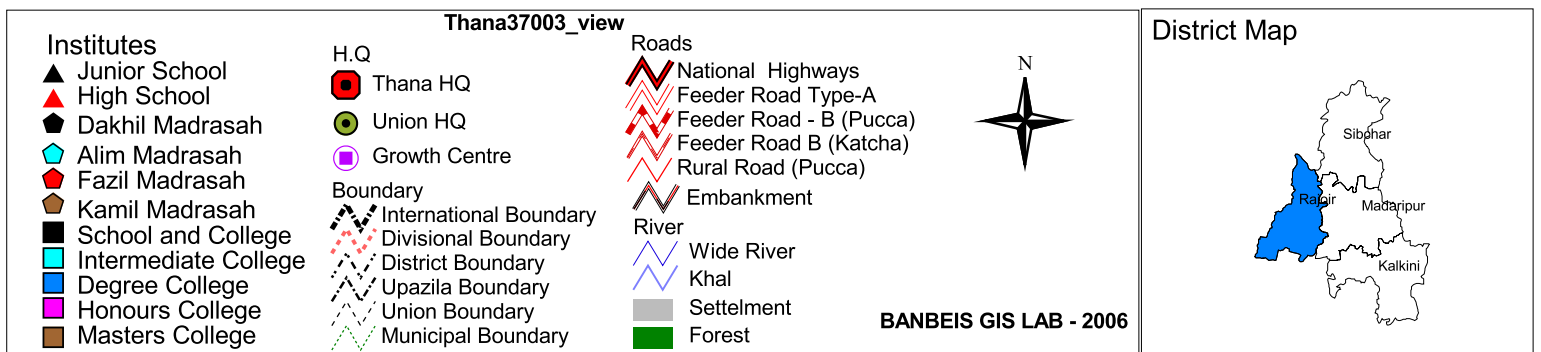 Thana37003_view
Institutes
Junior School
High School
Dakhil Madrasah
Alim Madrasah
Fazil Madrasah
Kamil Madrasah
School and College
Intermediate College
Degree College
Honours College
Masters College
H.Q
Thana HQ
Union HQ
Growth Centre
Boundary
International Boundary
Divisional Boundary
District Boundary
Upazila Boundary
Union Boundary
Municipal Boundary
Roads
National Highways
Feeder Road Type-A
Feeder Road - B (Pucca)
Feeder Road B (Katcha)
Rural Road (Pucca)
Embankment
River
Wide River
Khal
Settelment
Forest
N
BANBEIS GIS LAB - 2006
District Map
Sibohar
Rajoir
Madaripur
Kalkini